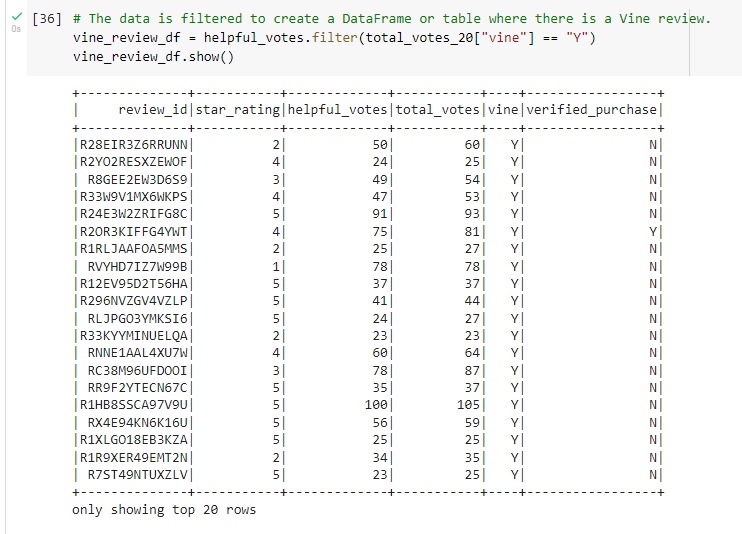 [36] # The data is filtered to create a DataFrame or table where there is a Vine review.
0s
vine_review_df = helpful_votes.filter(total_votes_20["vine"] == "Y")
vine_review_df.show()
+--------------+-----------+-------------+-----------+----+-----------------+
|     review_id|star_rating|helpful_votes|total_votes|vine|verified_purchase|
+--------------+-----------+-------------+-----------+----+-----------------+
|R28EIR3Z6RRUNN|          2|           50|         60|   Y|                N|
|R2YO2RESXZEWOF|          4|           24|         25|   Y|                N|
| R8GEE2EW3D6S9|          3|           49|         54|   Y|                N|
|R33W9V1MX6WKPS|          4|           47|         53|   Y|                N|
|R24E3W2ZRIFG8C|          5|           91|         93|   Y|                N|
|R2OR3KIFFG4YWT|          4|           75|         81|   Y|                Y|
|R1RLJAAFOA5MMS|          2|           25|         27|   Y|                N|
| RVYHD7IZ7W99B|          1|           78|         78|   Y|                N|
|R12EV95D2T56HA|          5|           37|         37|   Y|                N|
|R296NVZGV4VZLP|          5|           41|         44|   Y|                N|
| RLJPGO3YMKSI6|          5|           24|         27|   Y|                N|
|R33KYYMINUELQA|          2|           23|         23|   Y|                N|
| RNNE1AAL4XU7W|          4|           60|         64|   Y|                N|
| RC38M96UFDOOI|          3|           78|         87|   Y|                N|
| RR9F2YTECN67C|          5|           35|         37|   Y|                N|
|R1HB8SSCA97V9U|          5|          100|        105|   Y|                N|
| RX4E94KN6K16U|          5|           56|         59|   Y|                N|
|R1XLGO18EB3KZA|          5|           25|         25|   Y|                N|
|R1R9XER49EMT2N|          2|           34|         35|   Y|                N|
| R7ST49NTUXZLV|          5|           23|         25|   Y|                N|
+--------------+-----------+-------------+-----------+----+-----------------+
only showing top 20 rows